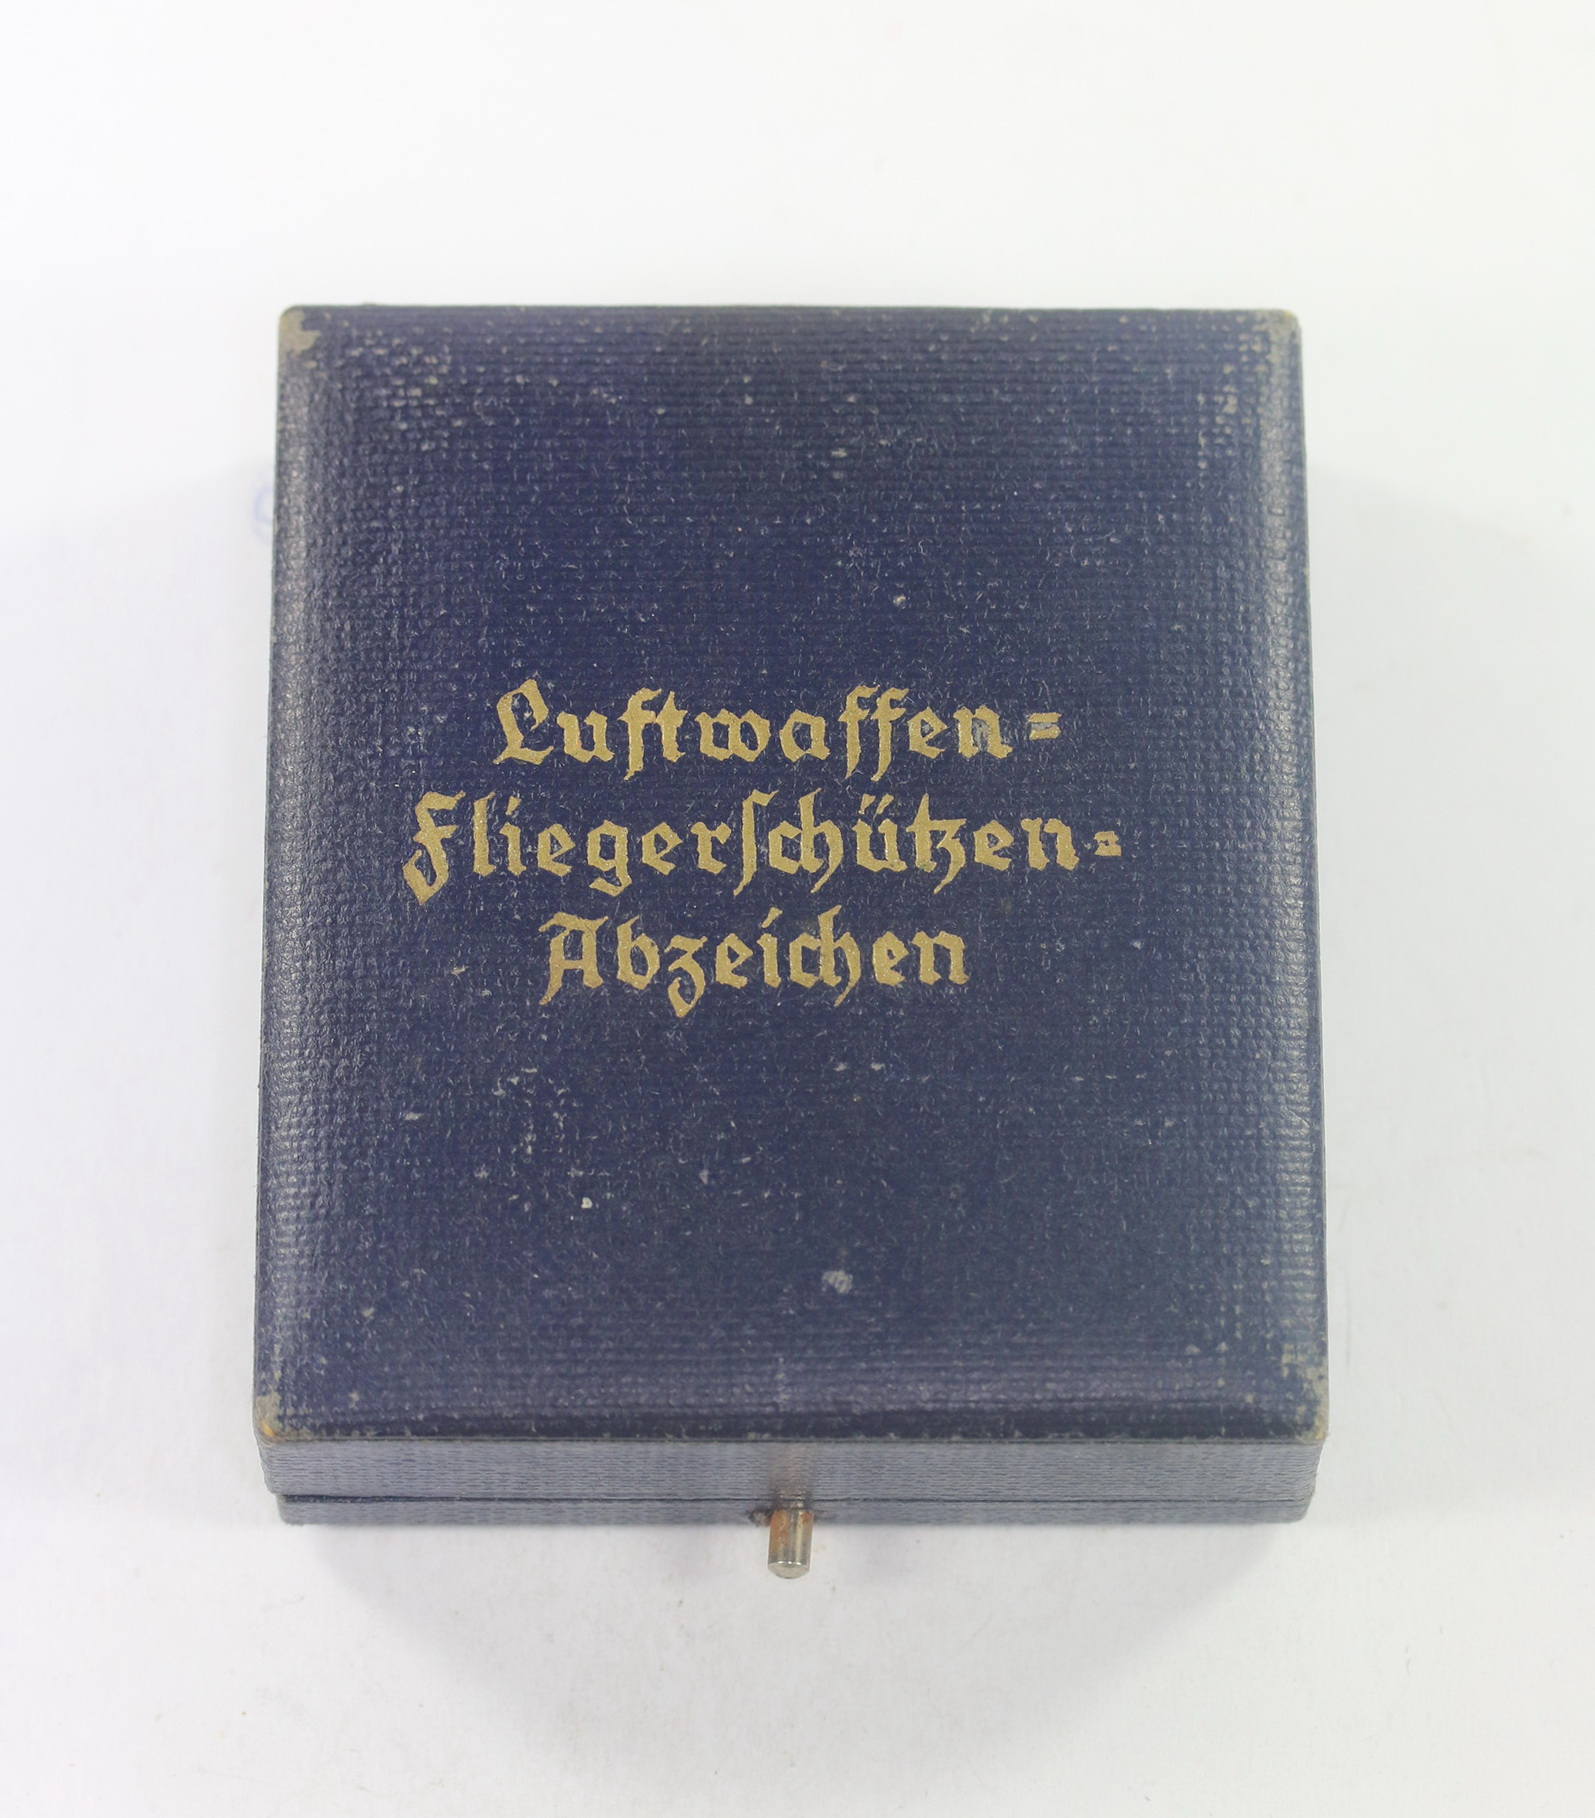 Luftwaffen=
Fliegerſchützen=
Abzeichen